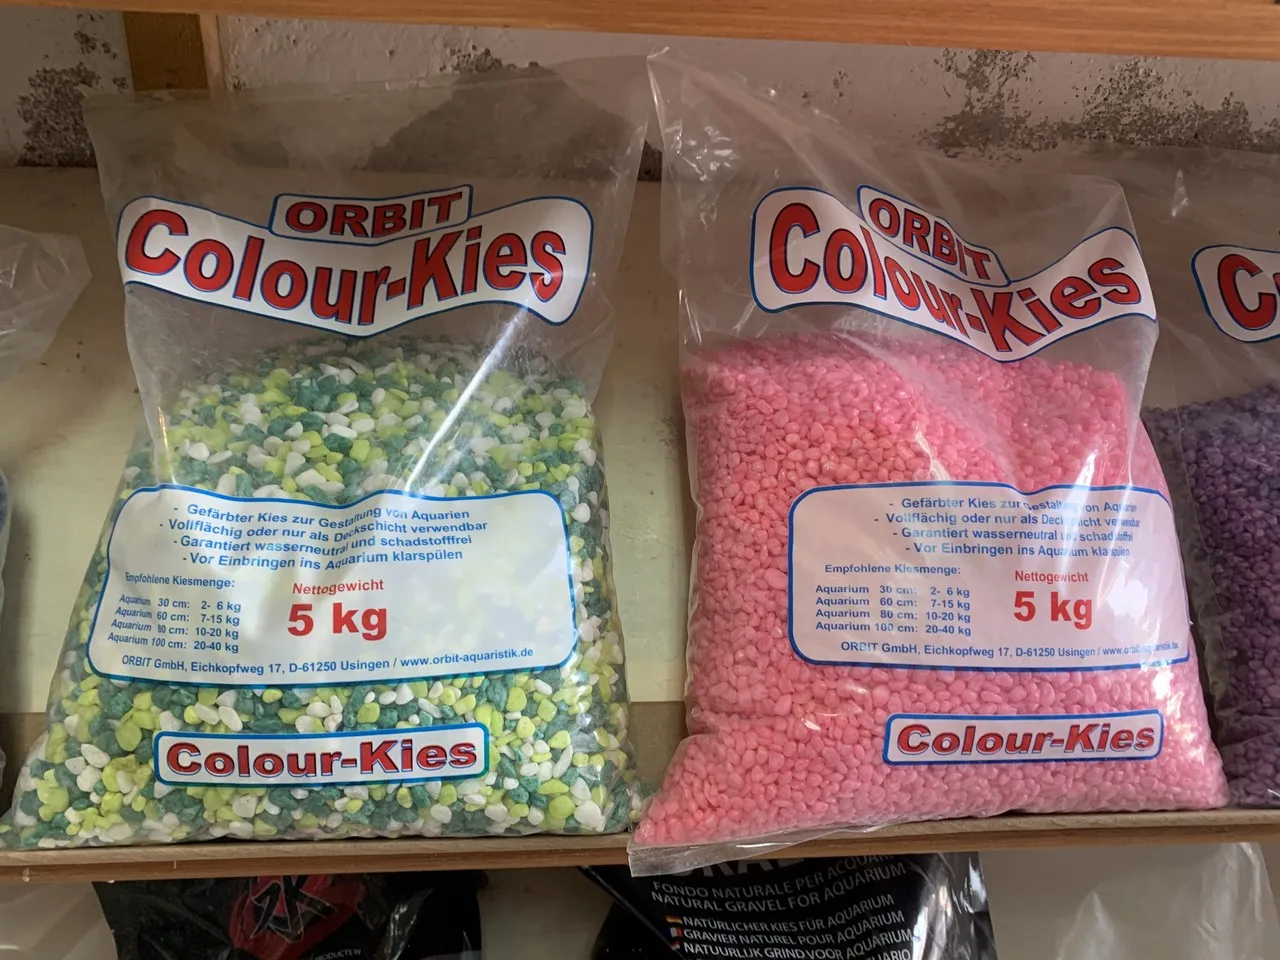 ORBIT
Colour-Kies
- Gefärbter Kies zur Gestaltung von Aquarien
- Vollflächig oder nur als Deckschicht verwendbar
- Garantiert wasserneutral und schadstofffrei
- Vor Einbringen ins Aquarium klarspülen
Empfohlene Kiesmenge:
Aquarium 30 cm: 2- 6 kg
Aquarium 60 cm: 7-15 kg
Aquarium 80 cm: 10-20 kg
Aquarium 100 cm: 20-40 kg
Nettogewicht
5 kg
ORBIT GmbH, Eichkopfweg 17, D-61250 Usingen / www.orbit-aquaristik.de
Colour-Kies
ORBIT
Colour-Kies
- Gefärbter Kies zur Gestaltung von Aquarien
- Vollflächig oder nur als Deckschicht verwendbar
- Garantiert wasserneutral und schadstofffrei
- Vor Einbringen ins Aquarium klarspülen
Empfohlene Kiesmenge:
Aquarium 30 cm: 2- 6 kg
Aquarium 60 cm: 7-15 kg
Aquarium 80 cm: 10-20 kg
Aquarium 100 cm: 20-40 kg
Nettogewicht
5 kg
ORBIT GmbH, Eichkopfweg 17, D-61250 Usingen / www.orbit-aquaristik.de
Colour-Kies
C
FONDO NATURALE PER ACQUAR
NATURAL GRAVEL FOR AQUARIUM
NATÜRLICHER KIES FÜR AQUARIUM
GRAVIER NATUREL POUR AQUARIUM
NATUURLIJK GRIND VOOR AQUARIUM